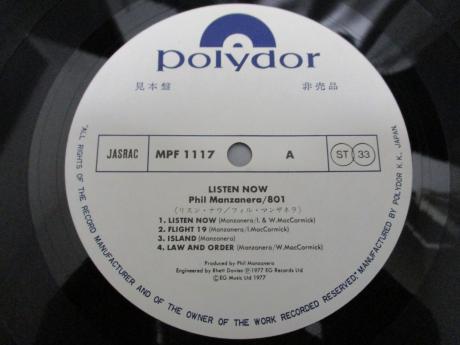 polydor
見本盤 非売品
JASRAC MPF 1117 A ST 33
LISTEN NOW
Phil Manzanera/801
(リスン・ナウ/フィル・マンザネラ)
1. LISTEN NOW (Manzanera/I. & W.MacCormick)
2. FLIGHT 19 (Manzanera/I.MacCormick)
3. ISLAND (Manzanera)
4. LAW AND ORDER (Manzanera/W.MacCormick)
Produced by Phil Manzanera
Engineered by Rhett Davies Ⓟ1977 EG Records Ltd
©EG Music Ltd 1977
"ALL RIGHTS OF THE RECORD MANUFACTURER AND OF THE OWNER OF THE WORK RECORDED RESERVED." MANUFACTURED BY POLYDOR K.K. JAPAN.